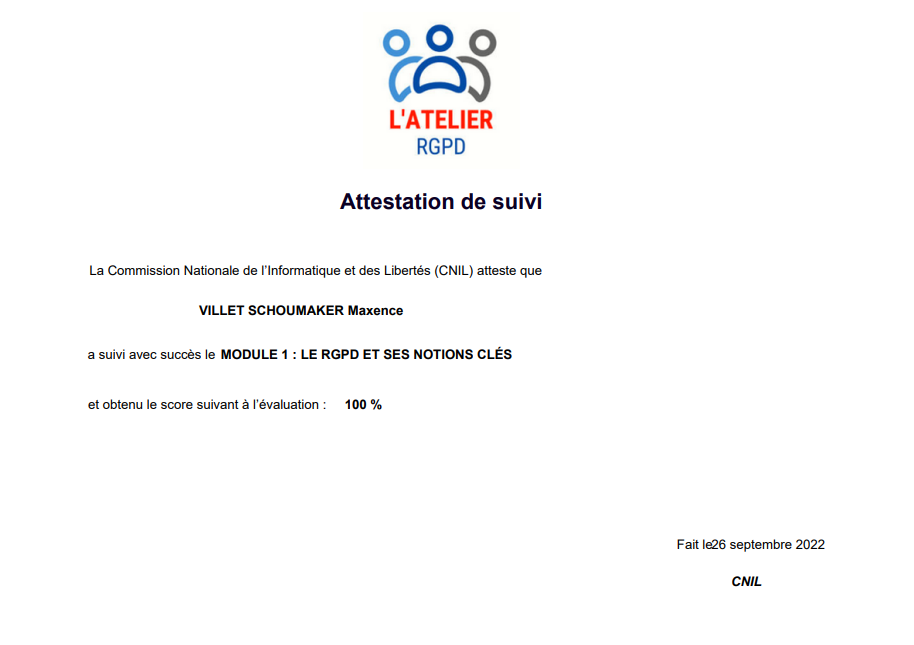 L'ATELIER
RGPD
Attestation de suivi
La Commission Nationale de l’Informatique et des Libertés (CNIL) atteste que
VILLET SCHOUMAKER Maxence
a suivi avec succès le MODULE 1 : LE RGPD ET SES NOTIONS CLÉS
et obtenu le score suivant à l’évaluation : 100 %
Fait le26 septembre 2022
CNIL